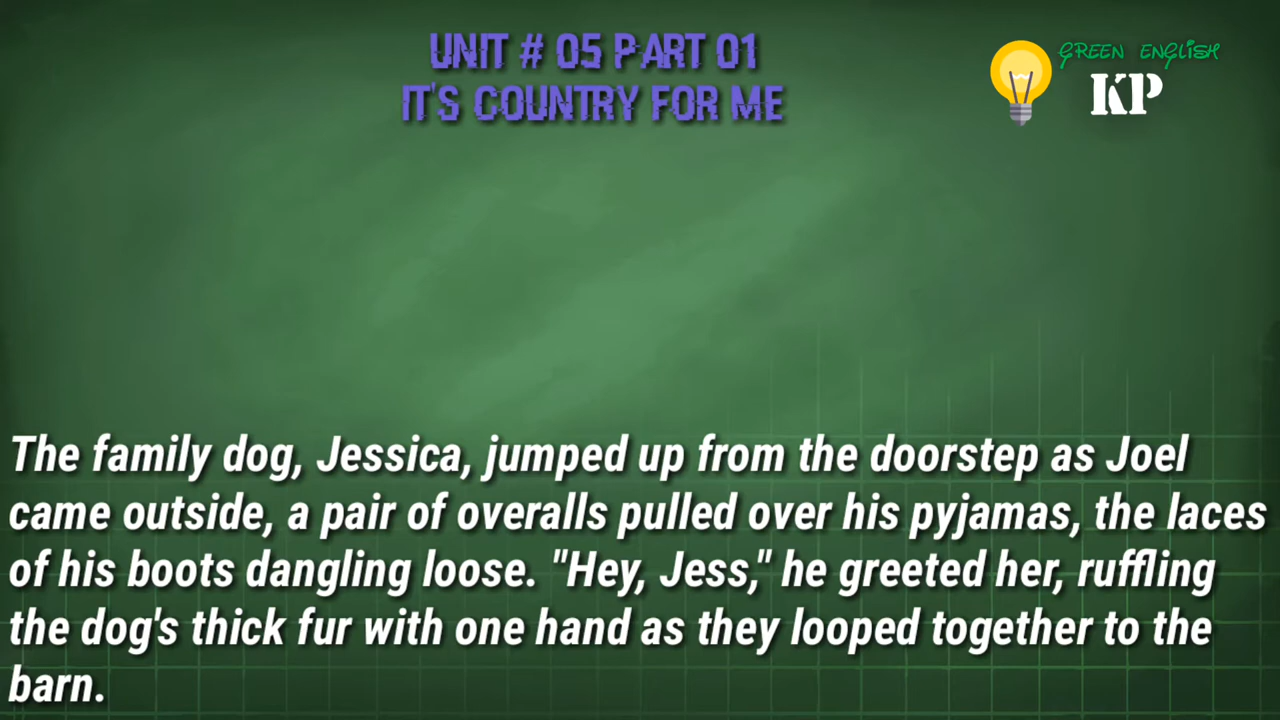 UNIT # 05 PART 01
IT'S COUNTRY FOR ME
GREEN ENGLISH
KP
The family dog, Jessica, jumped up from the doorstep as Joel
came outside, a pair of overalls pulled over his pyjamas, the laces
of his boots dangling loose. "Hey, Jess," he greeted her, ruffling
the dog's thick fur with one hand as they looped together to the
barn.